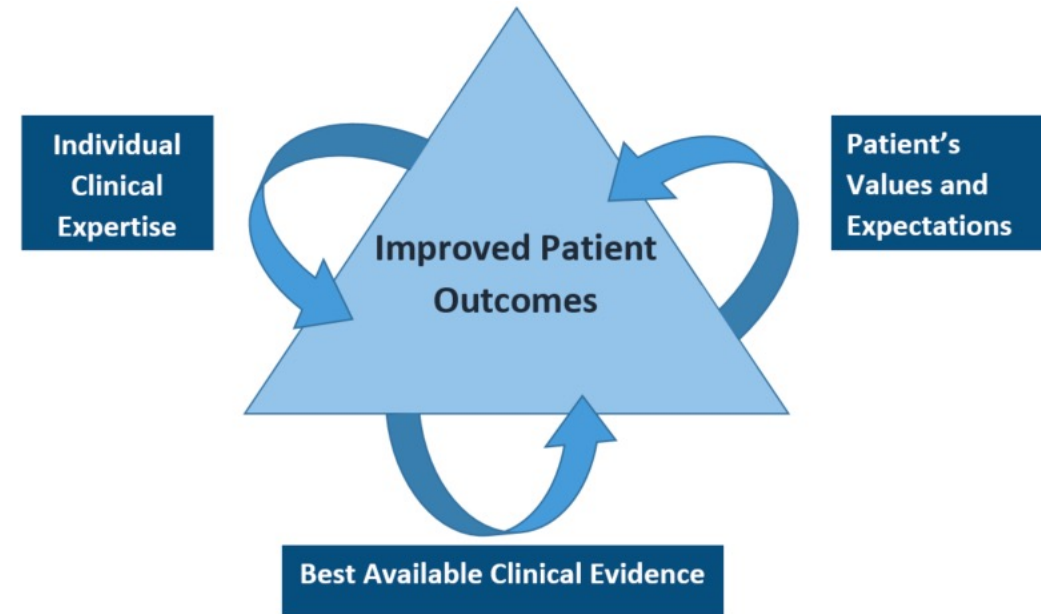 Individual
Clinical
Expertise
Patient’s
Values and
Expectations
Improved Patient
Outcomes
Best Available Clinical Evidence